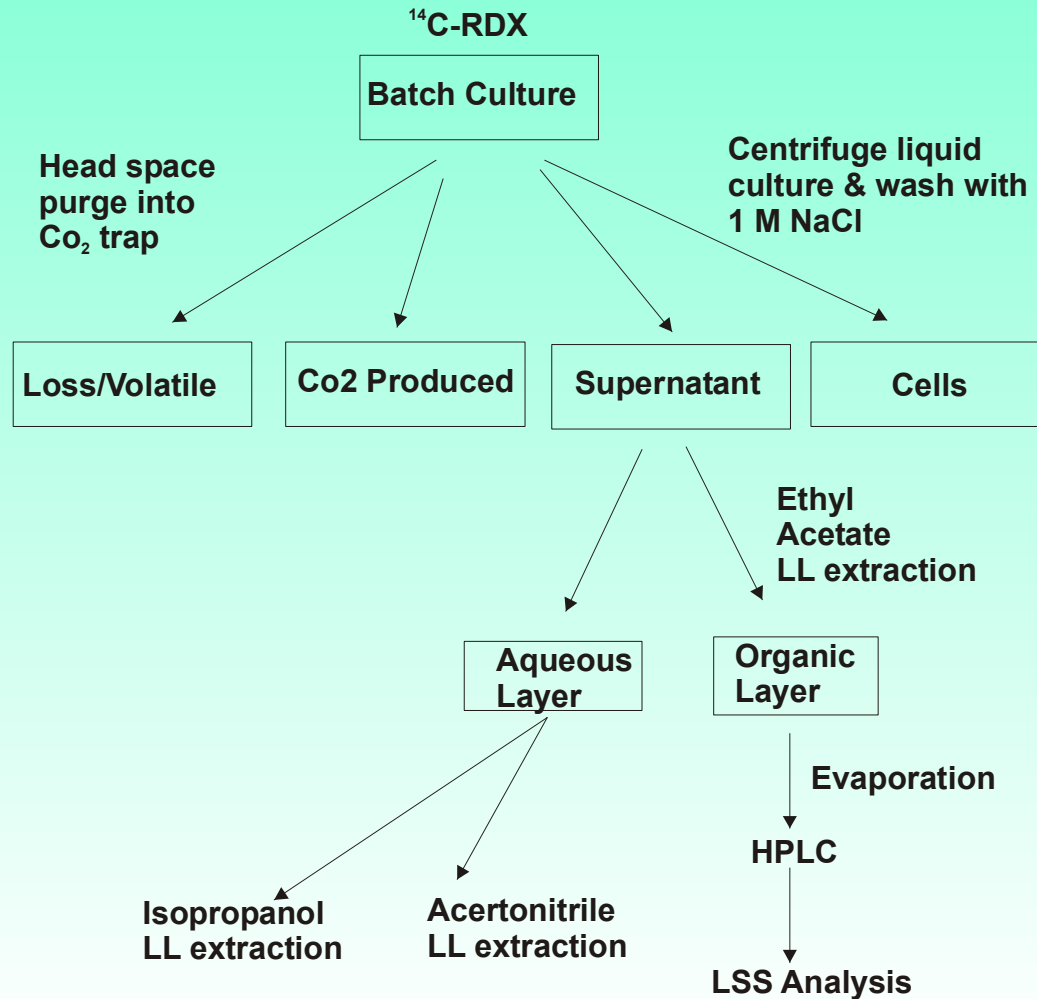 ¹⁴C-RDX
Batch Culture
Head space
purge into
Co₂ trap
Centrifuge liquid
culture & wash with
1 M NaCl
Loss/Volatile
Co2 Produced
Supernatant
Cells
Ethyl
Acetate
LL extraction
Aqueous
Layer
Organic
Layer
Evaporation
HPLC
Isopropanol
LL extraction
Acertonitrile
LL extraction
LSS Analysis